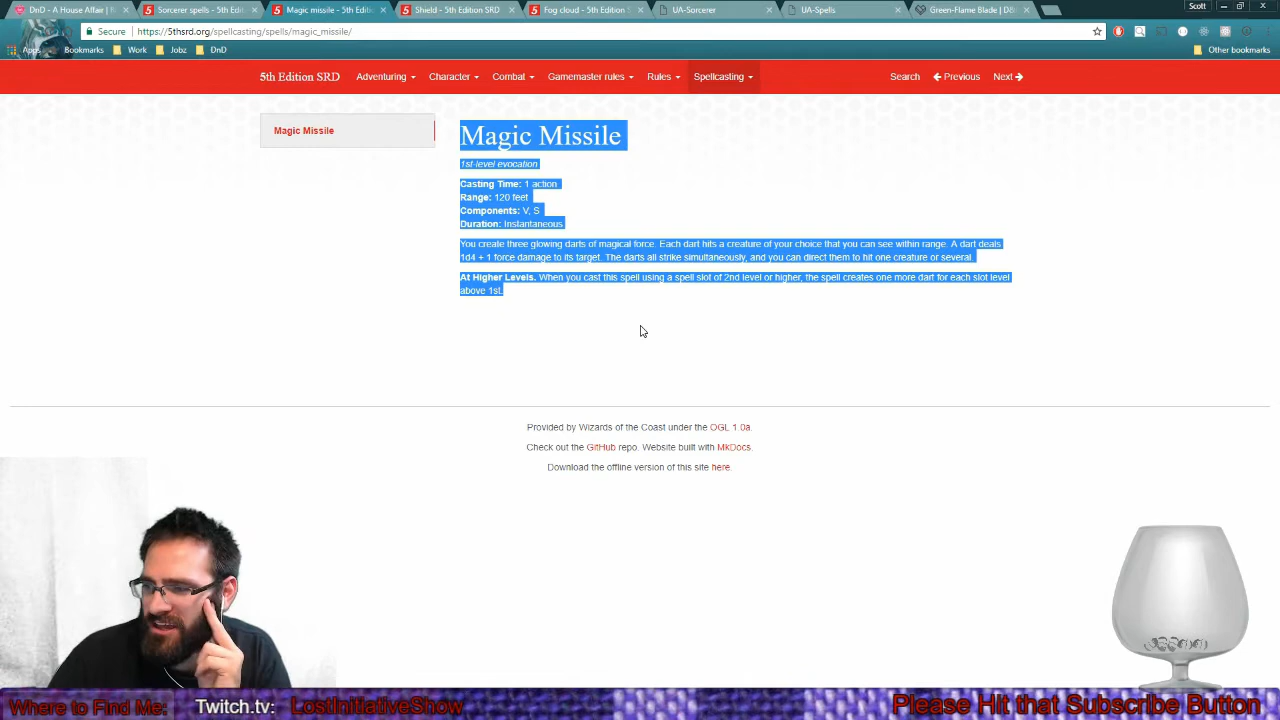 DnD - A House Affair | N
Sorcerer spells - 5th Edit
Magic missile - 5th Editi
Shield - 5th Edition SRD
Fog cloud - 5th Edition S
UA-Sorcerer
UA-Spells
Green-Flame Blade | D&
Scott
Secure
https://5thsrd.org/spellcasting/spells/magic_missile/
Apps
Bookmarks
Work
Jobz
DnD
Other bookmarks
5th Edition SRD
Adventuring
Character
Combat
Gamemaster rules
Rules
Spellcasting
Search
Previous
Next
Magic Missile
Magic Missile
1st-level evocation
Casting Time: 1 action
Range: 120 feet
Components: V, S
Duration: Instantaneous
You create three glowing darts of magical force. Each dart hits a creature of your choice that you can see within range. A dart deals
1d4 + 1 force damage to its target. The darts all strike simultaneously, and you can direct them to hit one creature or several.
At Higher Levels. When you cast this spell using a spell slot of 2nd level or higher, the spell creates one more dart for each slot level
above 1st.
Provided by Wizards of the Coast under the OGL 1.0a.
Check out the GitHub repo. Website built with MkDocs.
Download the offline version of this site here.
Where to Find Me:
Twitch.tv:
LostInitiativeShow
Please Hit that Subscribe Button